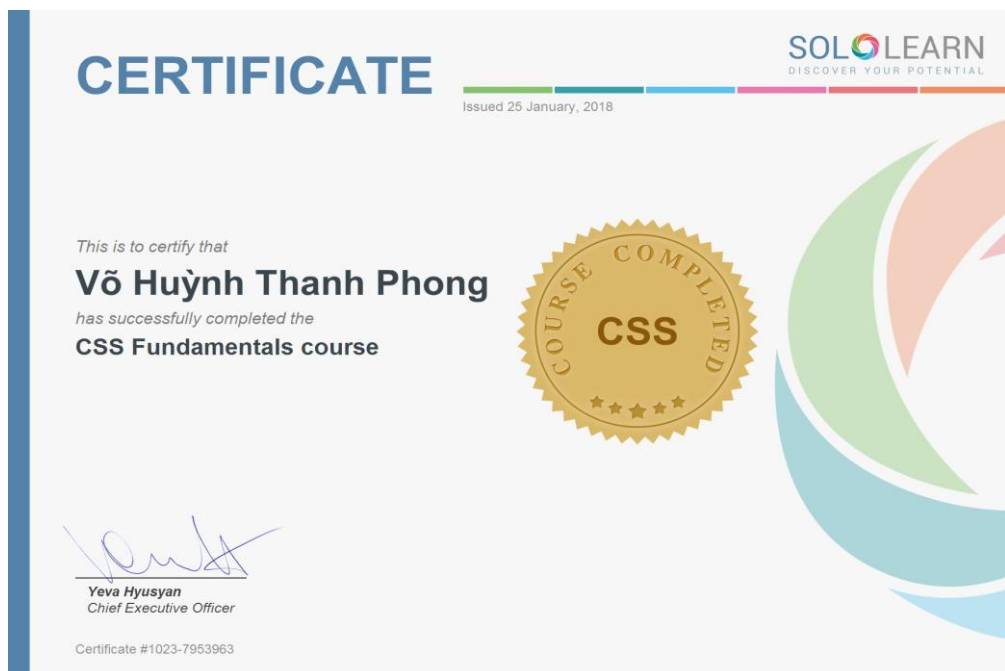 CERTIFICATE
SOLOLEARN
DISCOVER YOUR POTENTIAL
Issued 25 January, 2018
This is to certify that
Võ Huỳnh Thanh Phong
has successfully completed the
CSS Fundamentals course
COURSE COMPLETED
CSS
Yeva Hyusyan
Chief Executive Officer
Certificate #1023-7953963